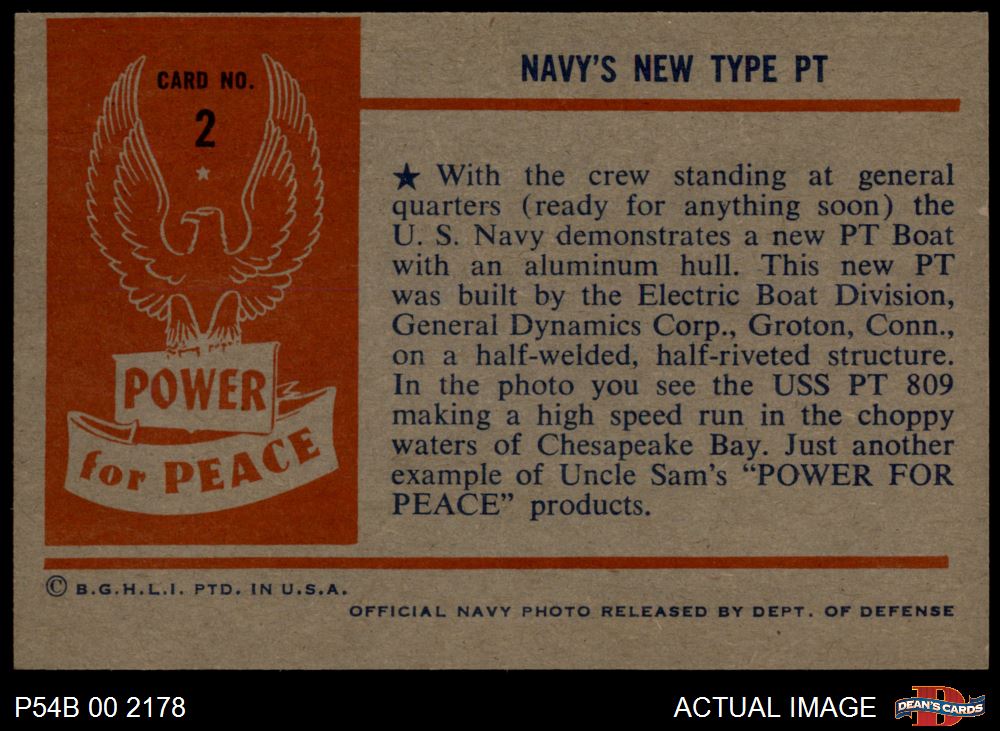 CARD NO.
2
POWER
for PEACE
NAVY'S NEW TYPE PT
★ With the crew standing at general
quarters (ready for anything soon) the
U. S. Navy demonstrates a new PT Boat
with an aluminum hull. This new PT
was built by the Electric Boat Division,
General Dynamics Corp., Groton, Conn.,
on a half-welded, half-riveted structure.
In the photo you see the USS PT 809
making a high speed run in the choppy
waters of Chesapeake Bay. Just another
example of Uncle Sam's “POWER FOR
PEACE” products.
© B.G.H.L.I. PTD. IN U.S.A.
OFFICIAL NAVY PHOTO RELEASED BY DEPT. OF DEFENSE
P54B 00 2178
ACTUAL IMAGE
D
DEAN'S CARDS